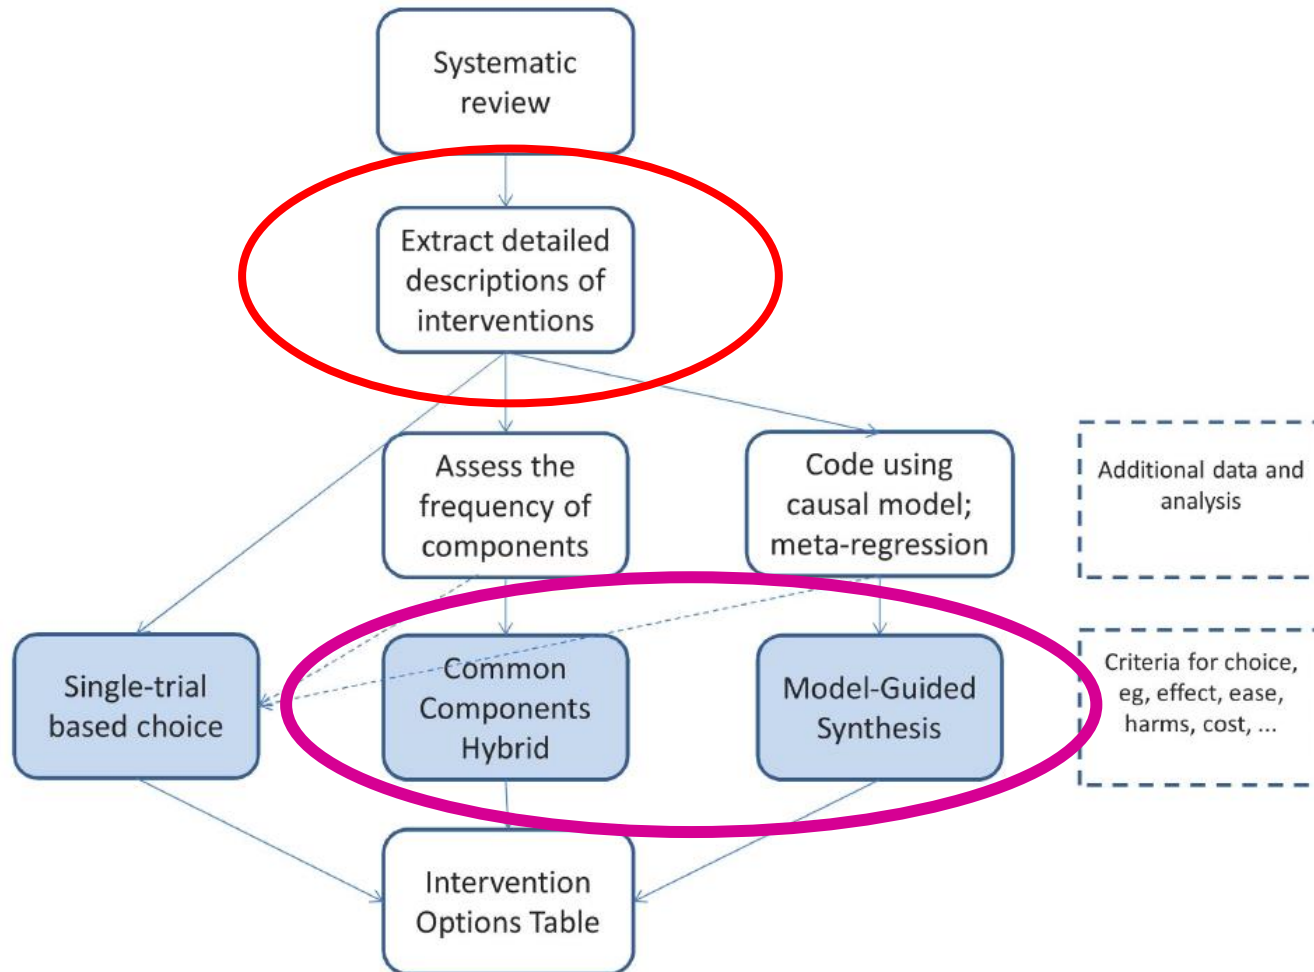 Systematic
review
Extract detailed
descriptions of
interventions
Assess the
frequency of
components
Code using
causal model;
meta-regression
Additional data and
analysis
Single-trial
based choice
Common
Components
Hybrid
Model-Guided
Synthesis
Criteria for choice,
eg, effect, ease,
harms, cost, ...
Intervention
Options Table